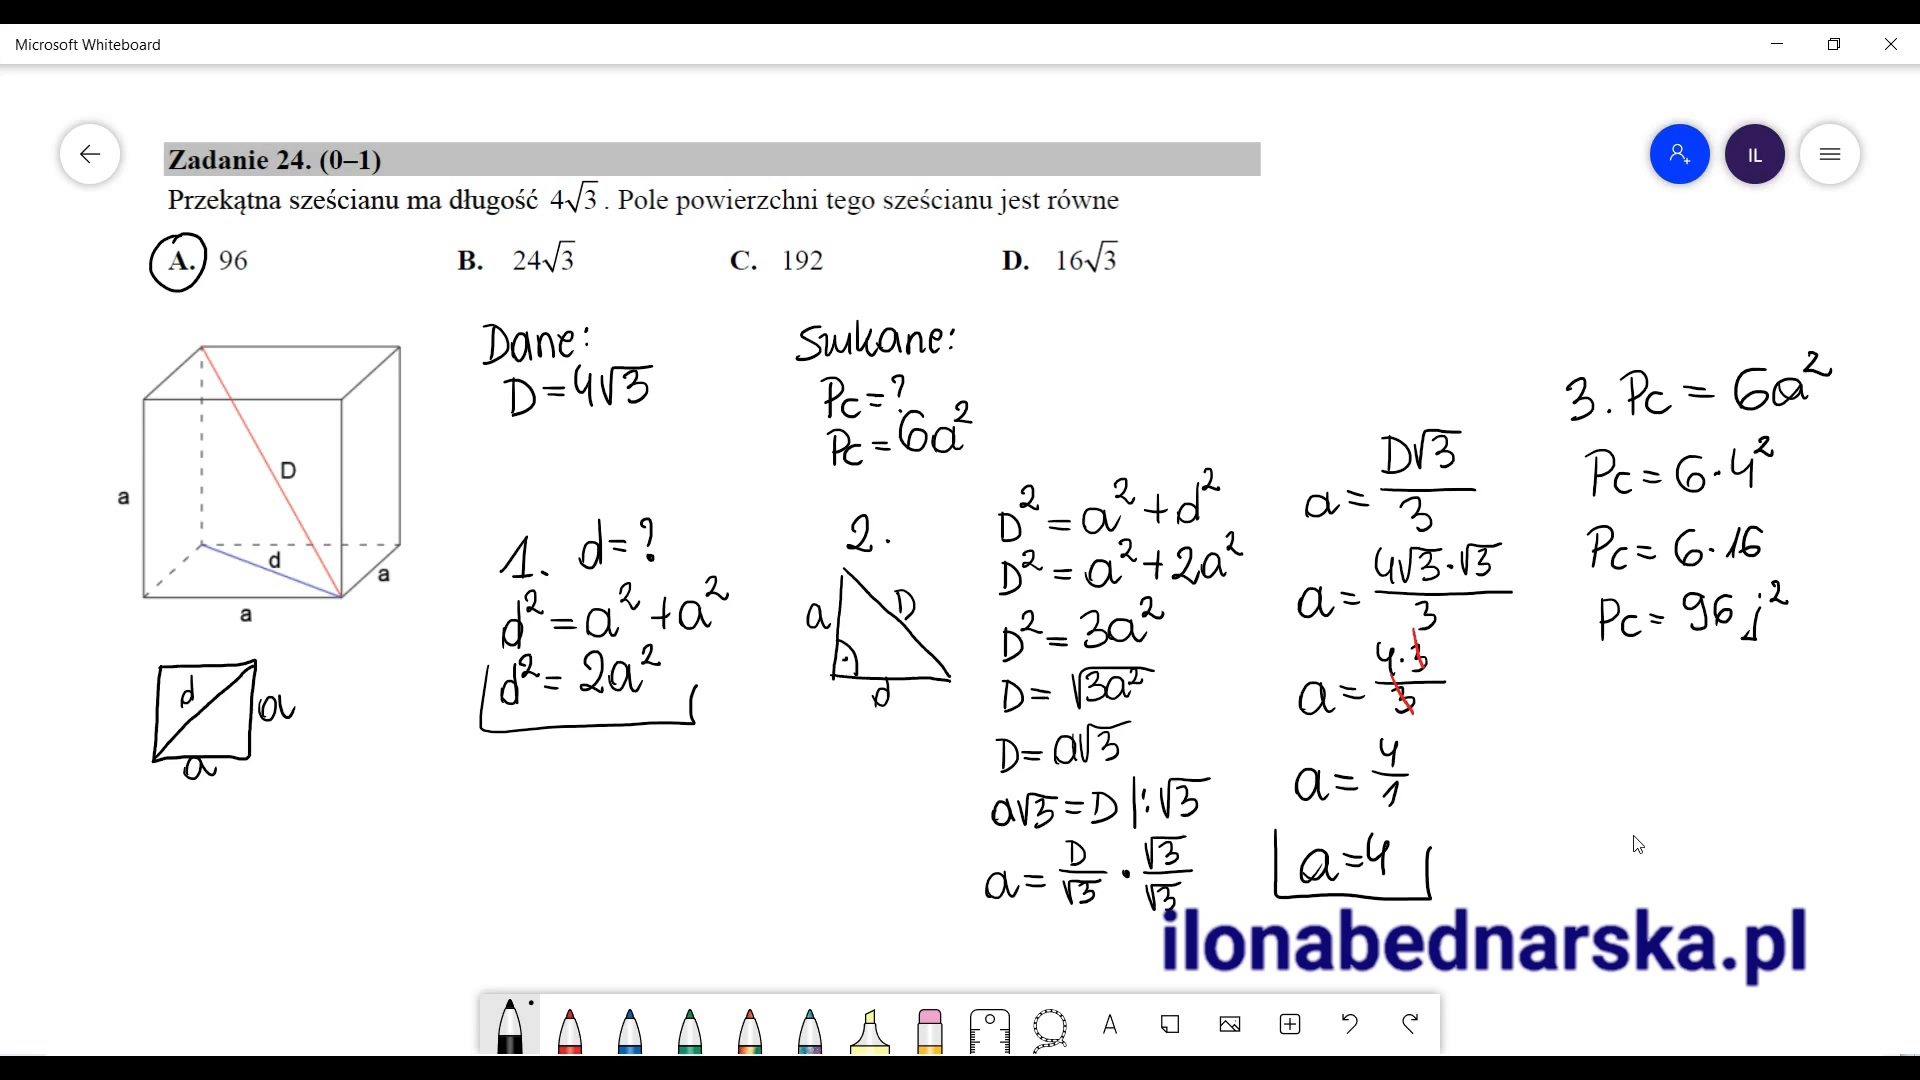 Microsoft Whiteboard
IL
Zadanie 24. (0–1)
Przekątna sześcianu ma długość 4√3 . Pole powierzchni tego sześcianu jest równe
A. 96
B. 24√3
C. 192
D. 16√3
D
a
d
a
a
d
a
a
Dane:
D=4√3
Szukane:
Pc=?
Pc=6a²
1. d=?
d²=a²+a²
d²=2a²
2.
a
D
d
D²=a²+d²
D²=a²+2a²
D²=3a²
D=√3a²
D=a√3
a√3=D |:√3
a=D/√3 · √3/√3
a=D√3/3
a=4√3·√3/3
a=4·3/3
a=4/1
a=4
3. Pc=6a²
Pc=6·4²
Pc=6·16
Pc=96 j²
ilonabednarska.pl
A